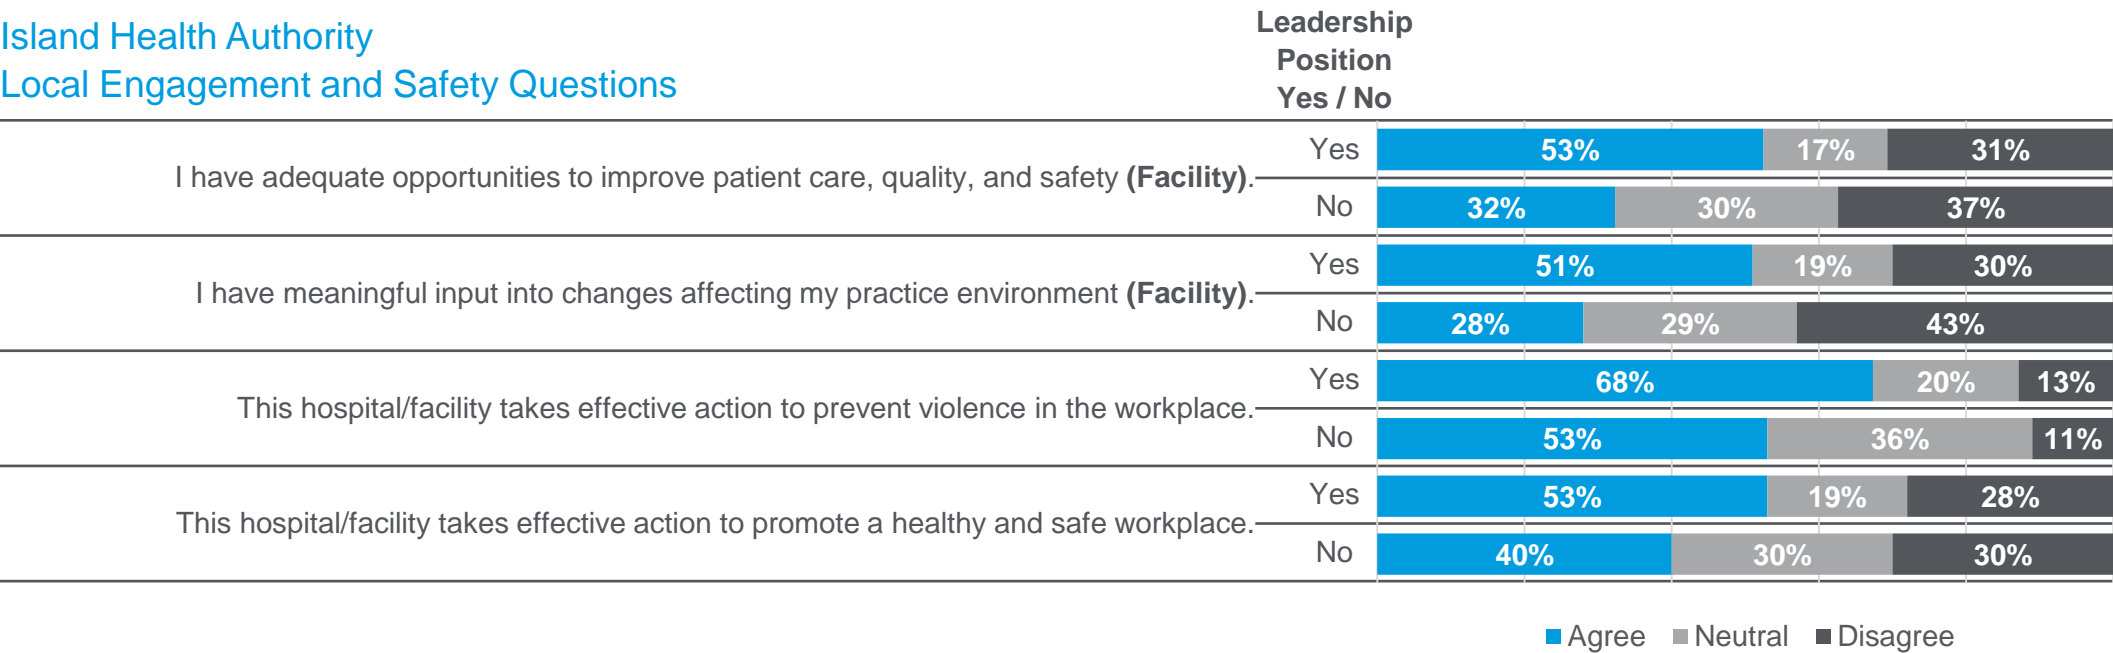 Island Health Authority
Local Engagement and Safety Questions
Leadership
Position
Yes / No
I have adequate opportunities to improve patient care, quality, and safety (Facility).
Yes 53% 17% 31%
No 32% 30% 37%
I have meaningful input into changes affecting my practice environment (Facility).
Yes 51% 19% 30%
No 28% 29% 43%
This hospital/facility takes effective action to prevent violence in the workplace.
Yes 68% 20% 13%
No 53% 36% 11%
This hospital/facility takes effective action to promote a healthy and safe workplace.
Yes 53% 19% 28%
No 40% 30% 30%
Agree Neutral Disagree